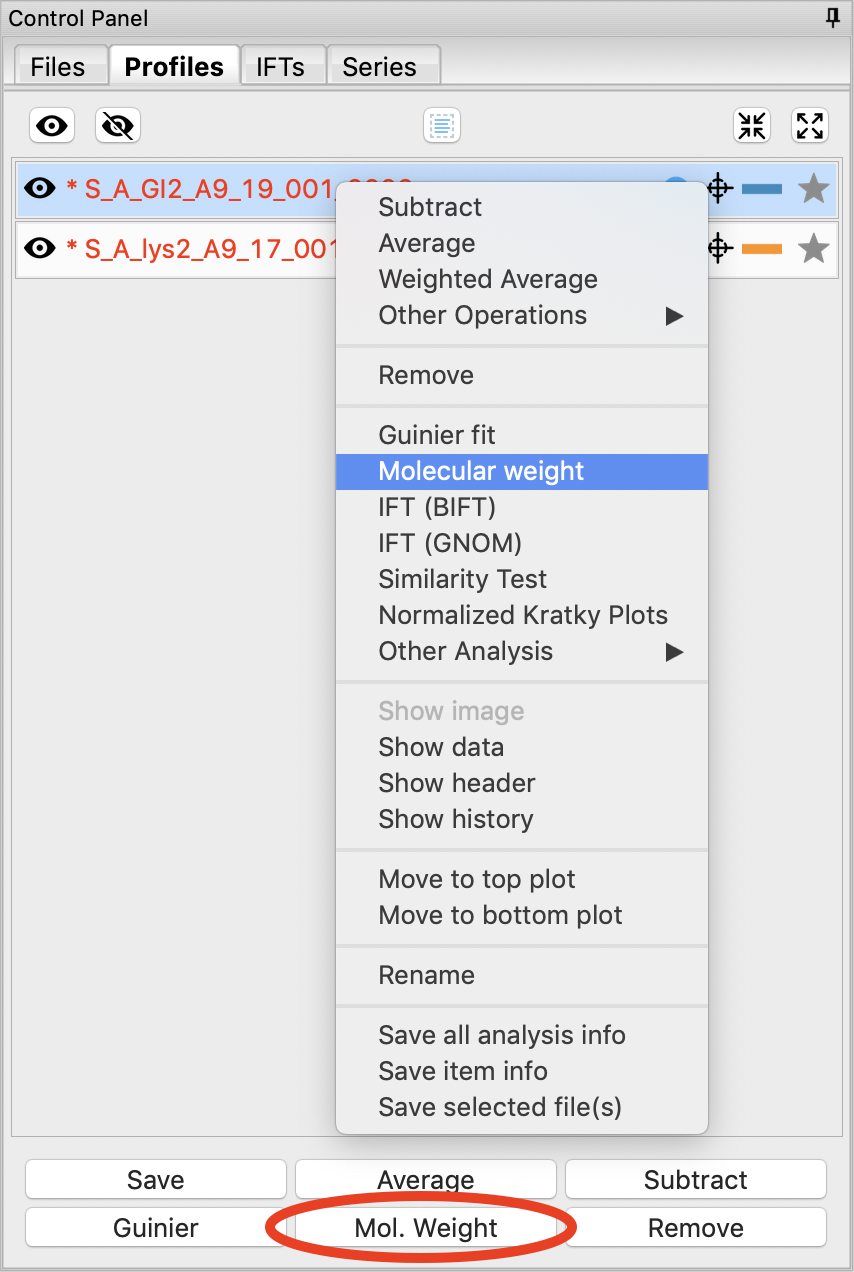 Control Panel
Files Profiles IFTs Series
* S_A_GI2_A9_19_001
* S_A_lys2_A9_17_001
Subtract
Average
Weighted Average
Other Operations
Remove
Guinier fit
Molecular weight
IFT (BIFT)
IFT (GNOM)
Similarity Test
Normalized Kratky Plots
Other Analysis
Show image
Show data
Show header
Show history
Move to top plot
Move to bottom plot
Rename
Save all analysis info
Save item info
Save selected file(s)
Save Average Subtract
Guinier Mol. Weight Remove